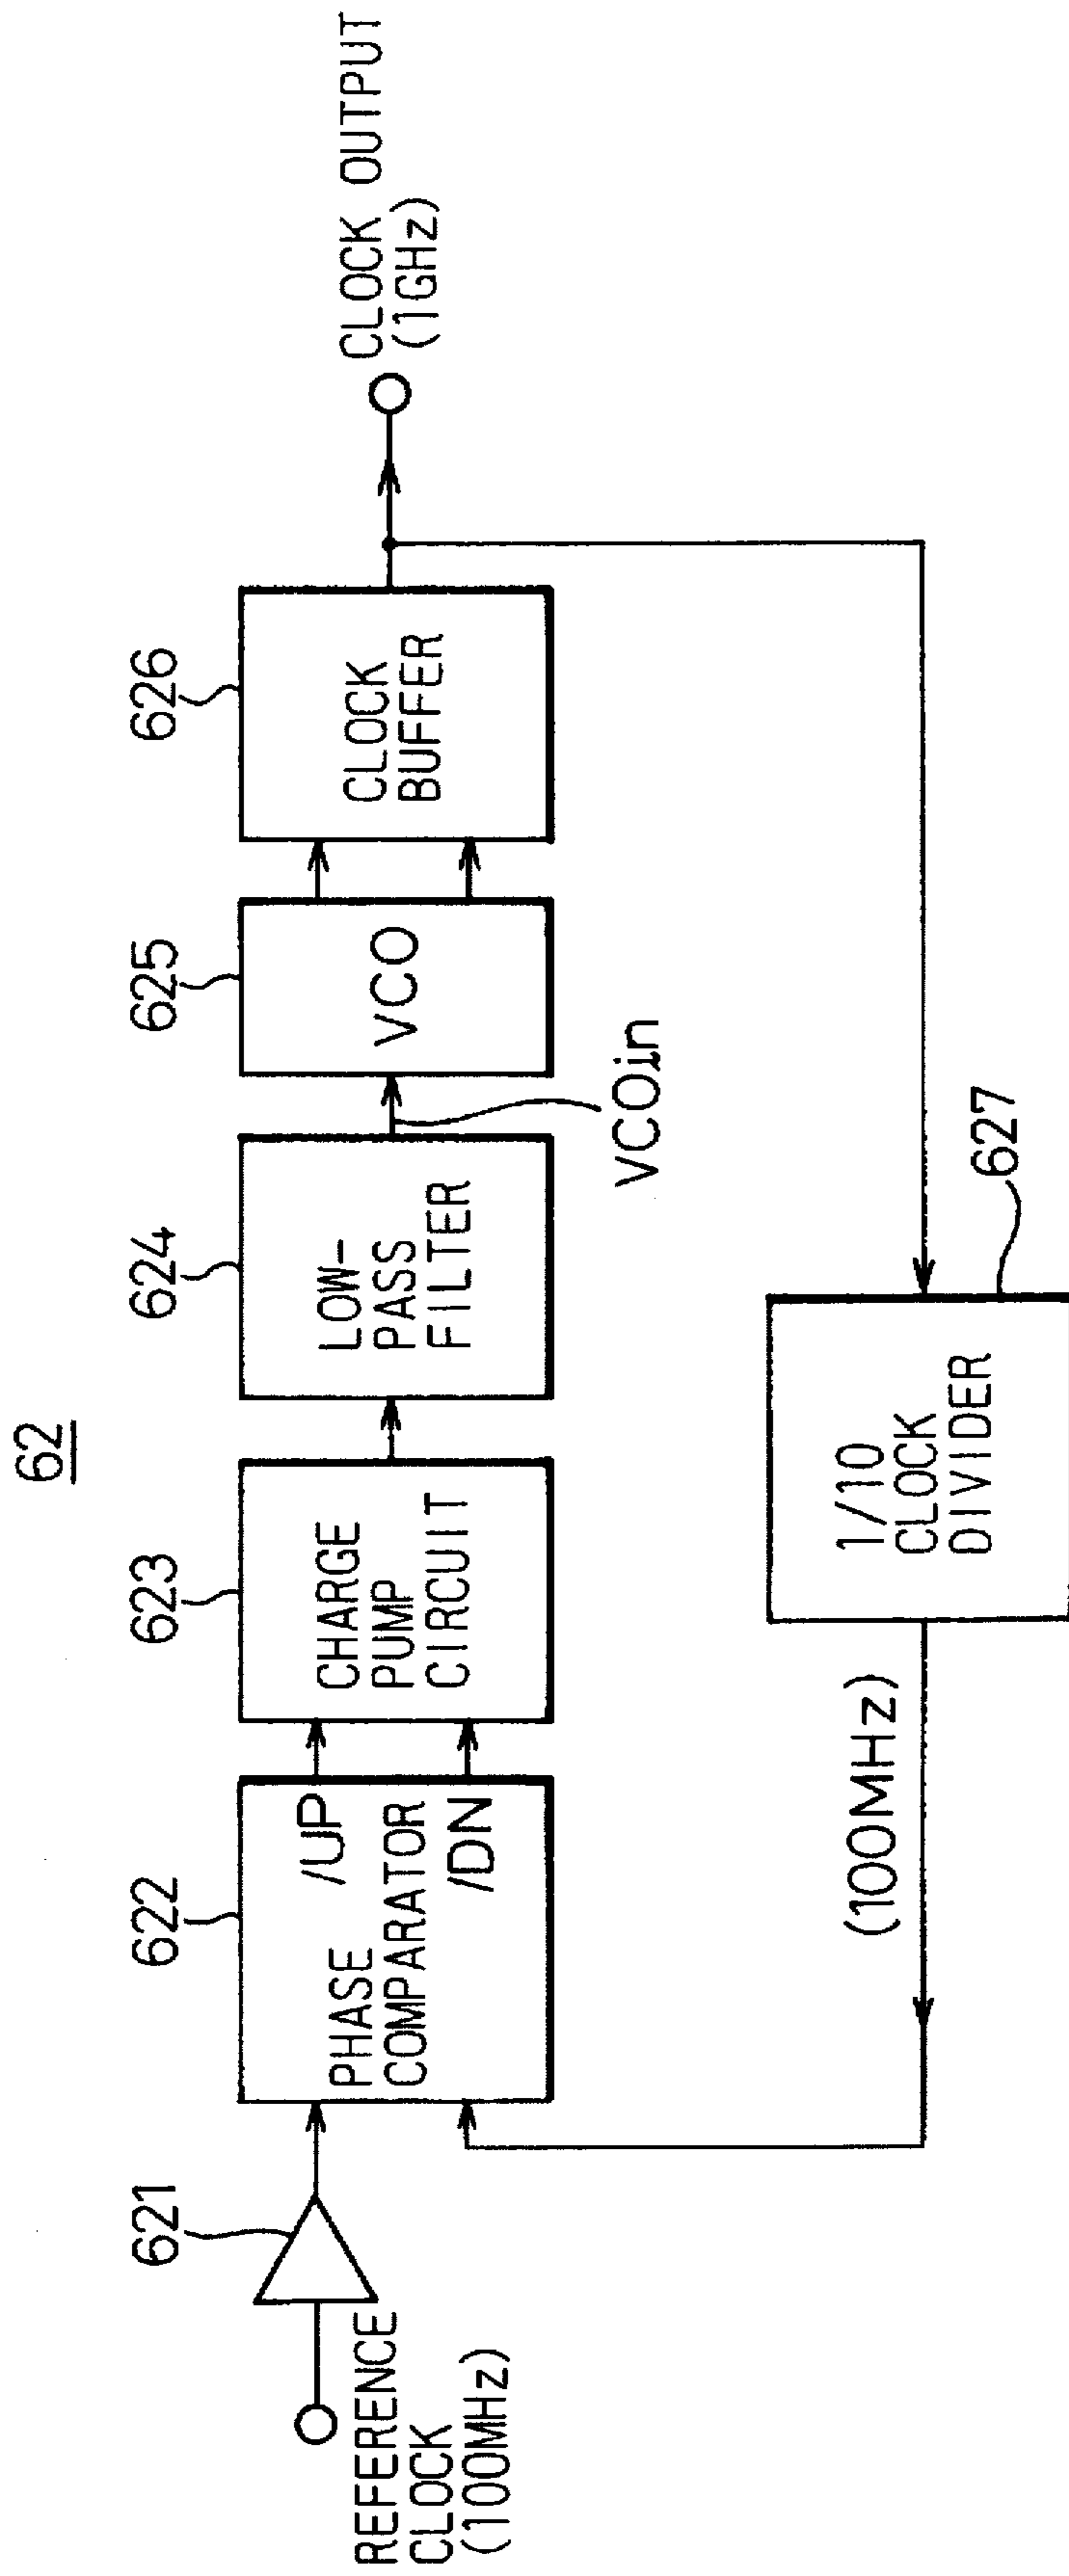 62
621
622
623
624
625
626
REFERENCE
CLOCK
(100MHz)
PHASE
COMPARATOR
/UP
/DN
CHARGE
PUMP
CIRCUIT
LOW-
PASS
FILTER
VCOin
VCO
CLOCK
BUFFER
CLOCK OUTPUT
(1GHz)
(100MHz)
1/10
CLOCK
DIVIDER
627